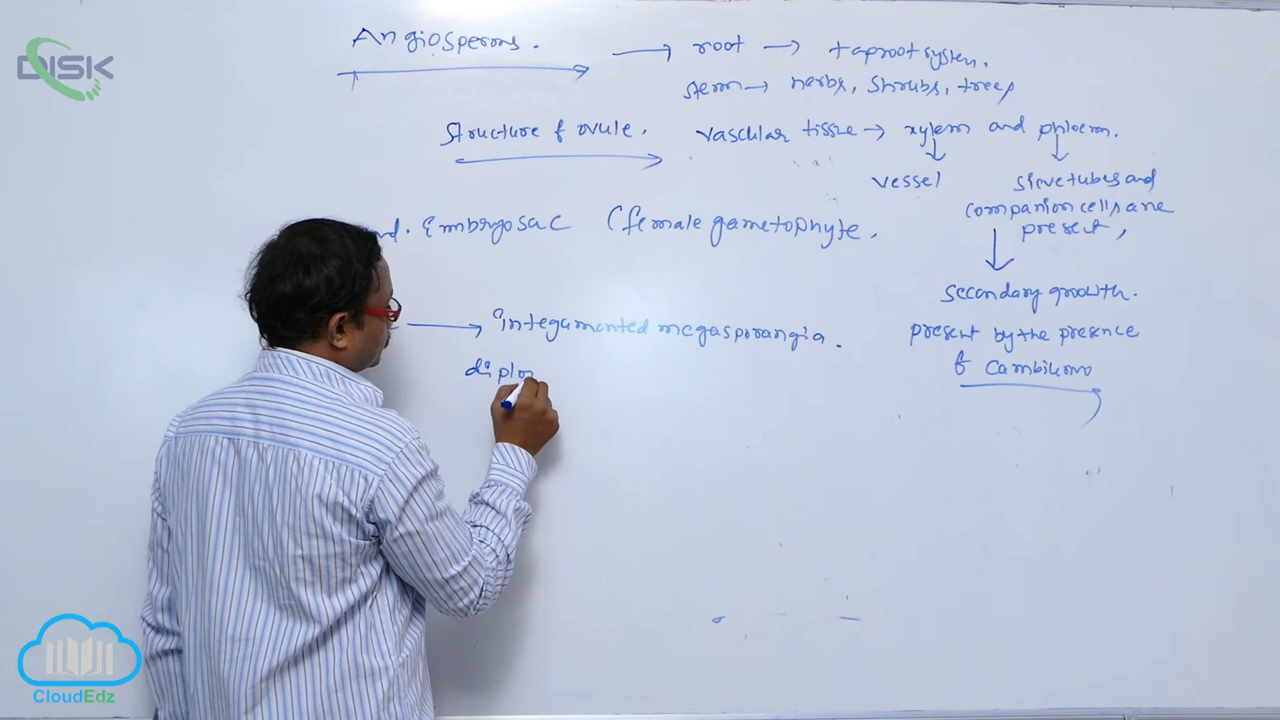 DISK
Angiosperms. → root → taproot system.
stem → herbs, shrubs, trees
Structure of ovule. vascular tissue → xylem and phloem.
vessel
sieve tubes and
companion cells are
present,
Embryosac (female gametophyte.
secondary growth.
→ Integumented megasporangia.
present by the presence
of cambium
diplo
CloudEdz